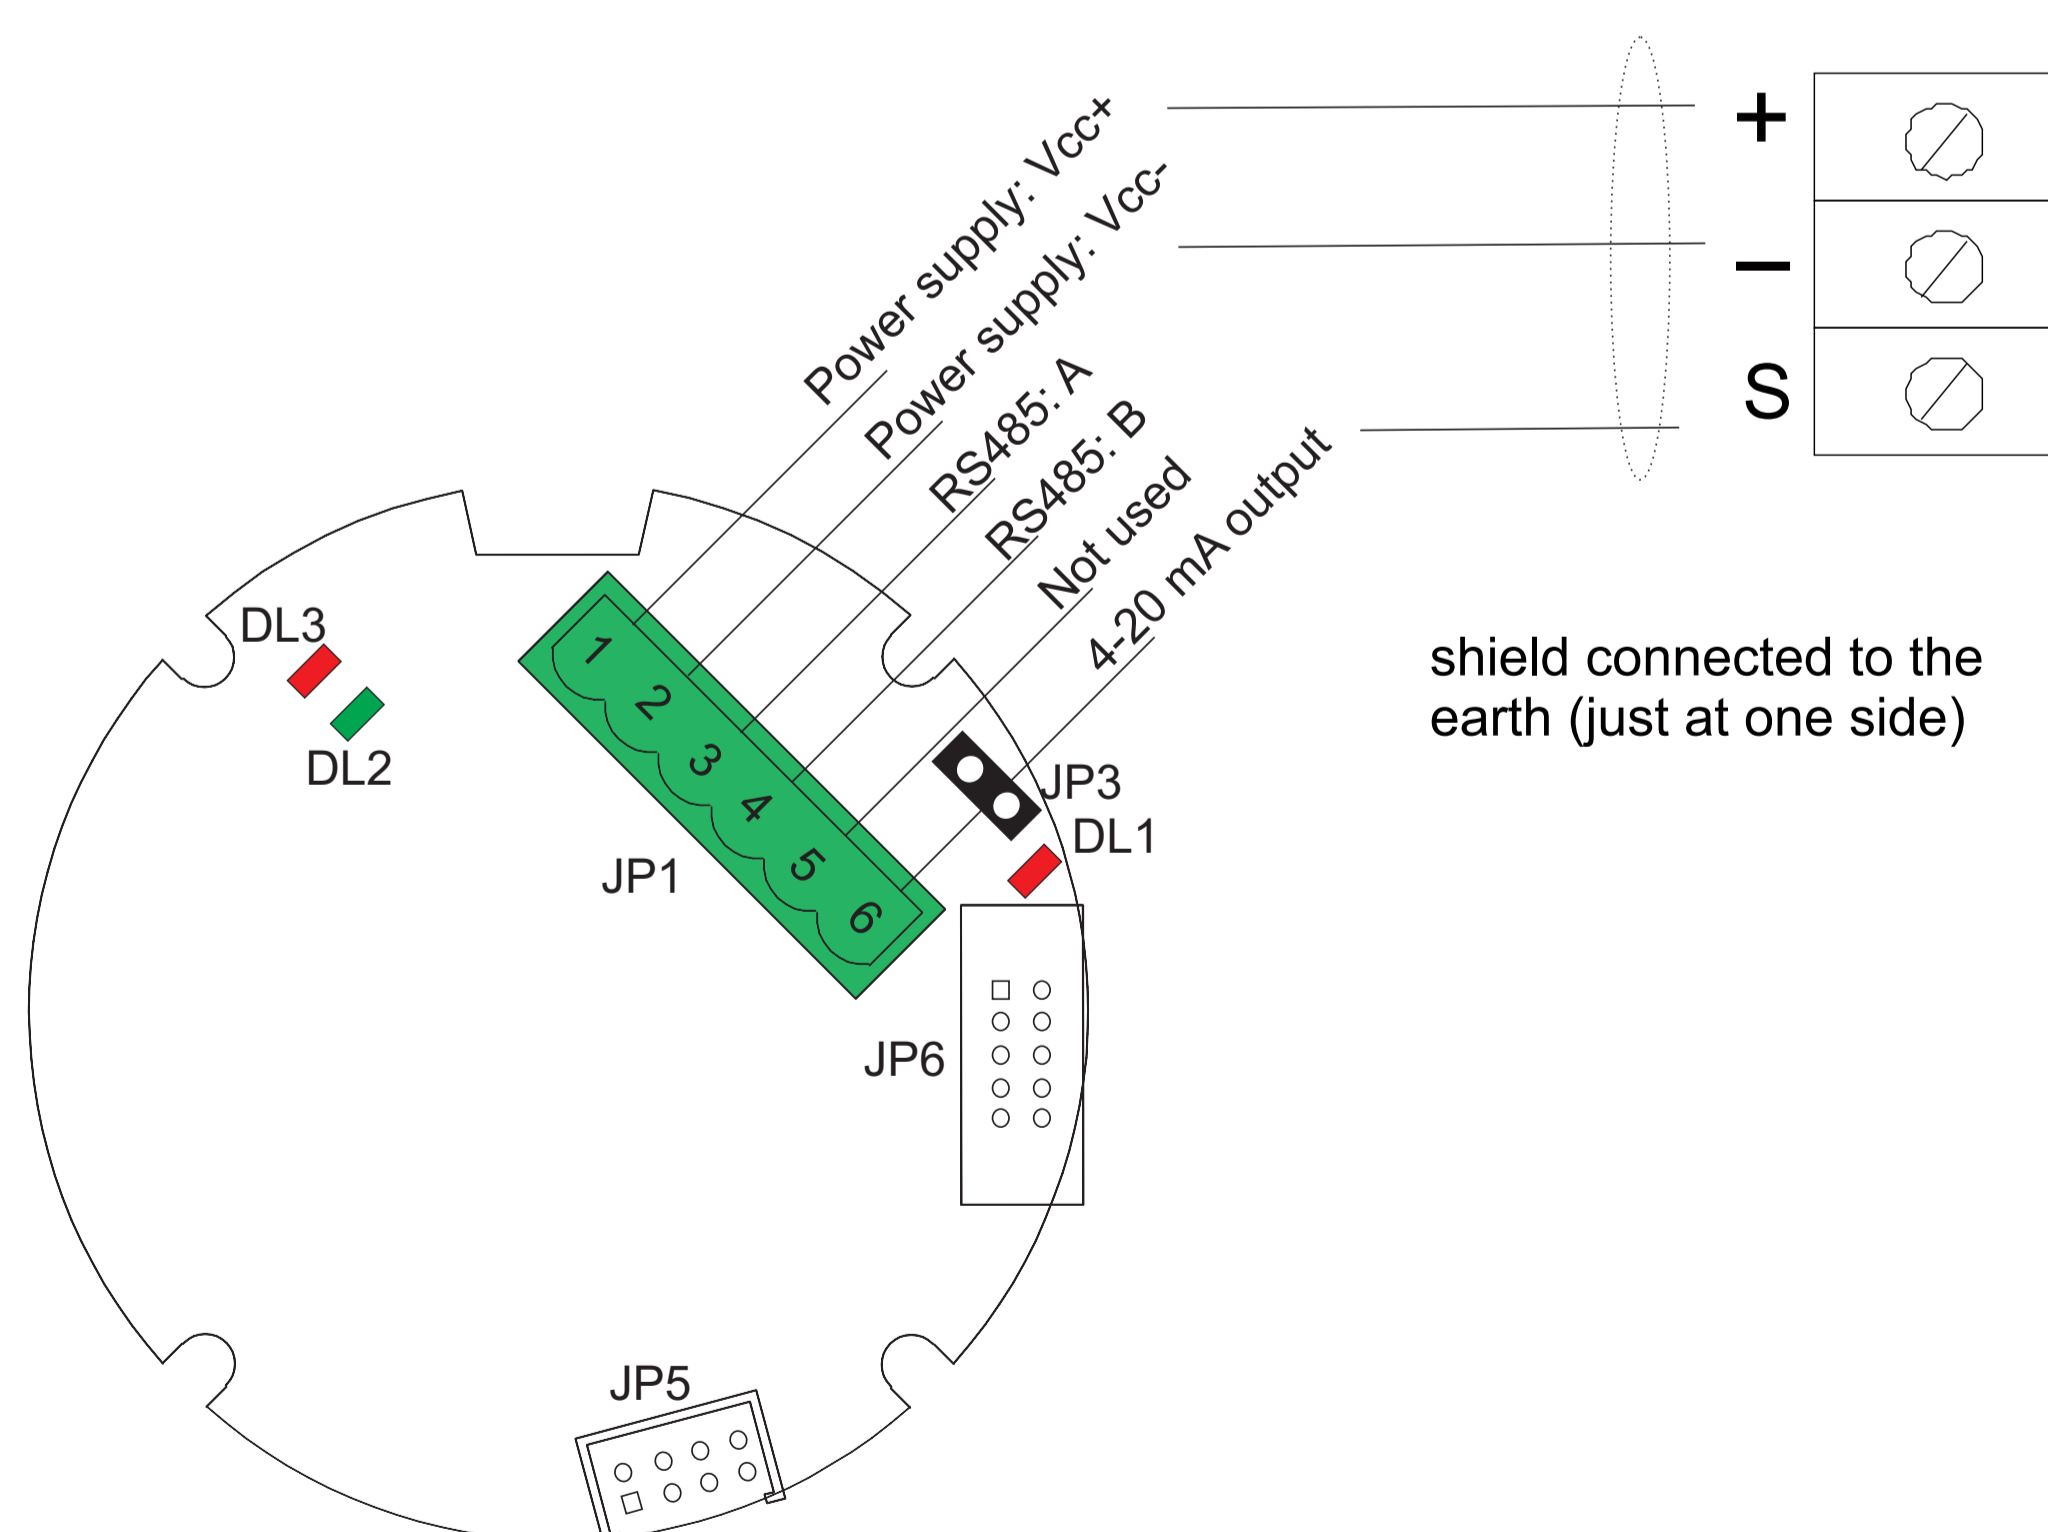 Power supply: Vcc+
Power supply: Vcc-
RS485: A
RS485: B
Not used
4-20 mA output
+
−
S
shield connected to the
earth (just at one side)
DL3
DL2
1
2
3
4
5
6
JP1
JP3
DL1
JP6
JP5